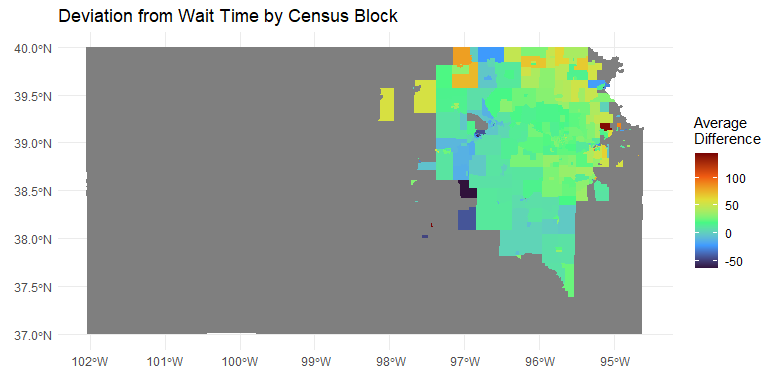 Deviation from Wait Time by Census Block
40.0°N
39.5°N
39.0°N
38.5°N
38.0°N
37.5°N
37.0°N
102°W 101°W 100°W 99°W 98°W 97°W 96°W 95°W
Average
Difference
100
50
0
-50